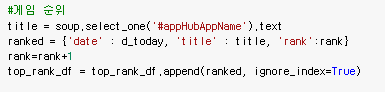 #게임 순위
title = soup.select_one('#appHubAppName').text
ranked = {'date' : d_today, 'title' : title, 'rank':rank}
rank=rank+1
top_rank_df = top_rank_df.append(ranked, ignore_index=True)